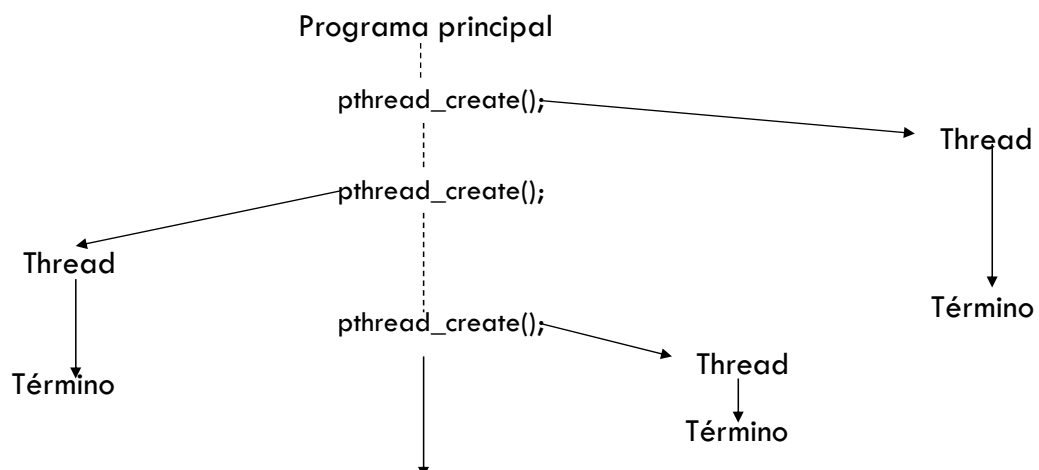 Programa principal
pthread_create();
Thread
pthread_create();
Thread
Término
pthread_create();
Thread
Término
Término